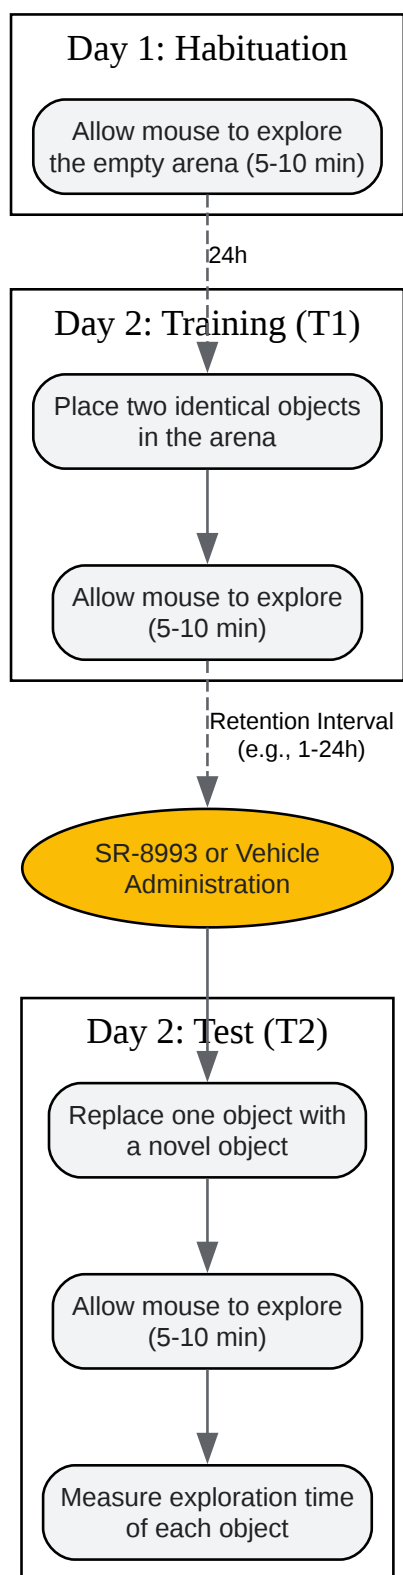 Day 1: Habituation
Allow mouse to explore
the empty arena (5-10 min)
24h
Day 2: Training (T1)
Place two identical objects
in the arena
Allow mouse to explore
(5-10 min)
Retention Interval
(e.g., 1-24h)
SR-8993 or Vehicle
Administration
Day 2: Test (T2)
Replace one object with
a novel object
Allow mouse to explore
(5-10 min)
Measure exploration time
of each object